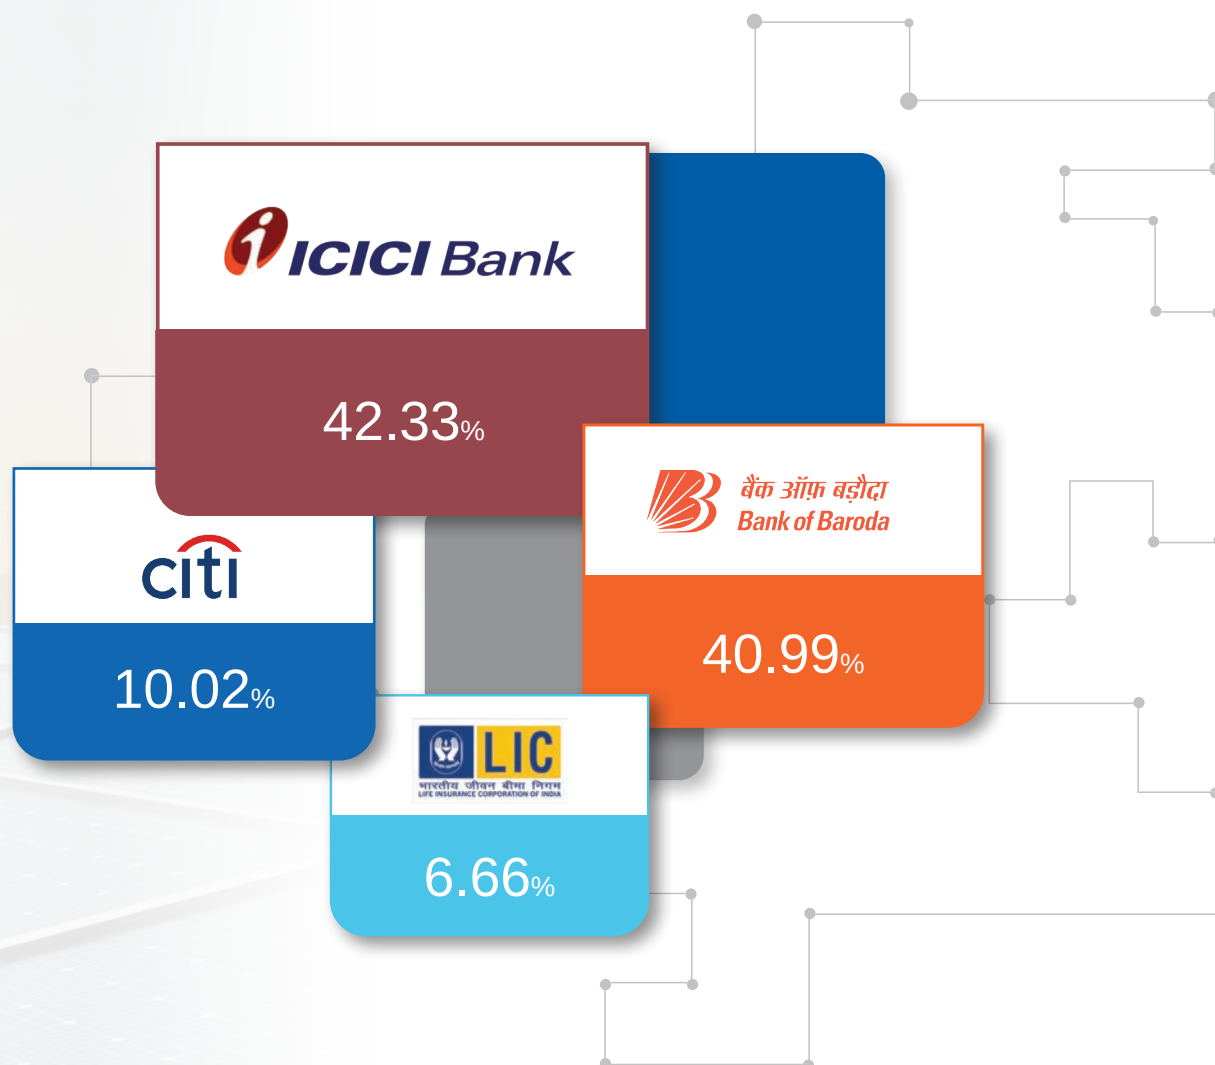 ICICI Bank
42.33%
बैंक ऑफ़ बड़ौदा
Bank of Baroda
40.99%
citi
10.02%
LIC
भारतीय जीवन बीमा निगम
LIFE INSURANCE CORPORATION OF INDIA
6.66%